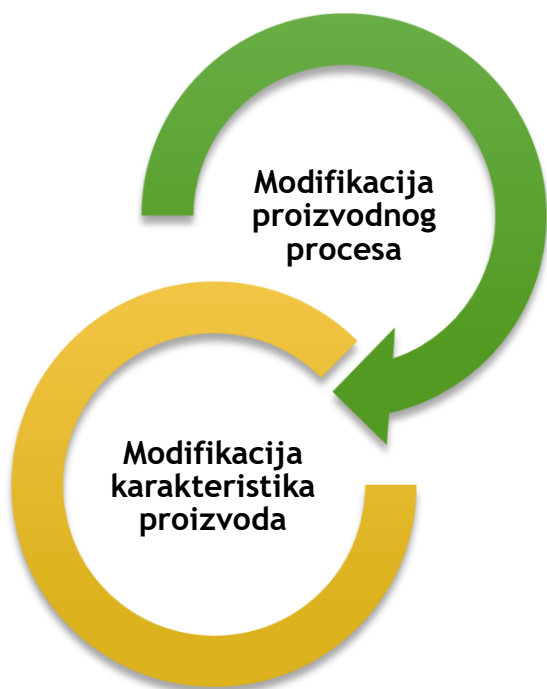 Modifikacija
proizvodnog
procesa
Modifikacija
karakteristika
proizvoda